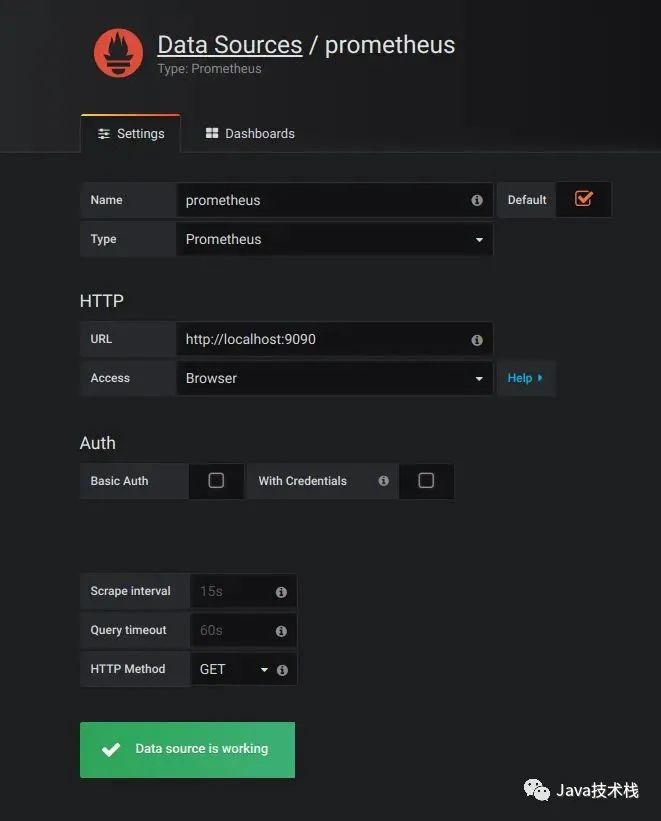 Data Sources / prometheus
Type: Prometheus
Settings
Dashboards
Name
prometheus
Default
Type
Prometheus
HTTP
URL
http://localhost:9090
Access
Browser
Help
Auth
Basic Auth
With Credentials
Scrape interval
15s
Query timeout
60s
HTTP Method
GET
Data source is working
Java技术栈